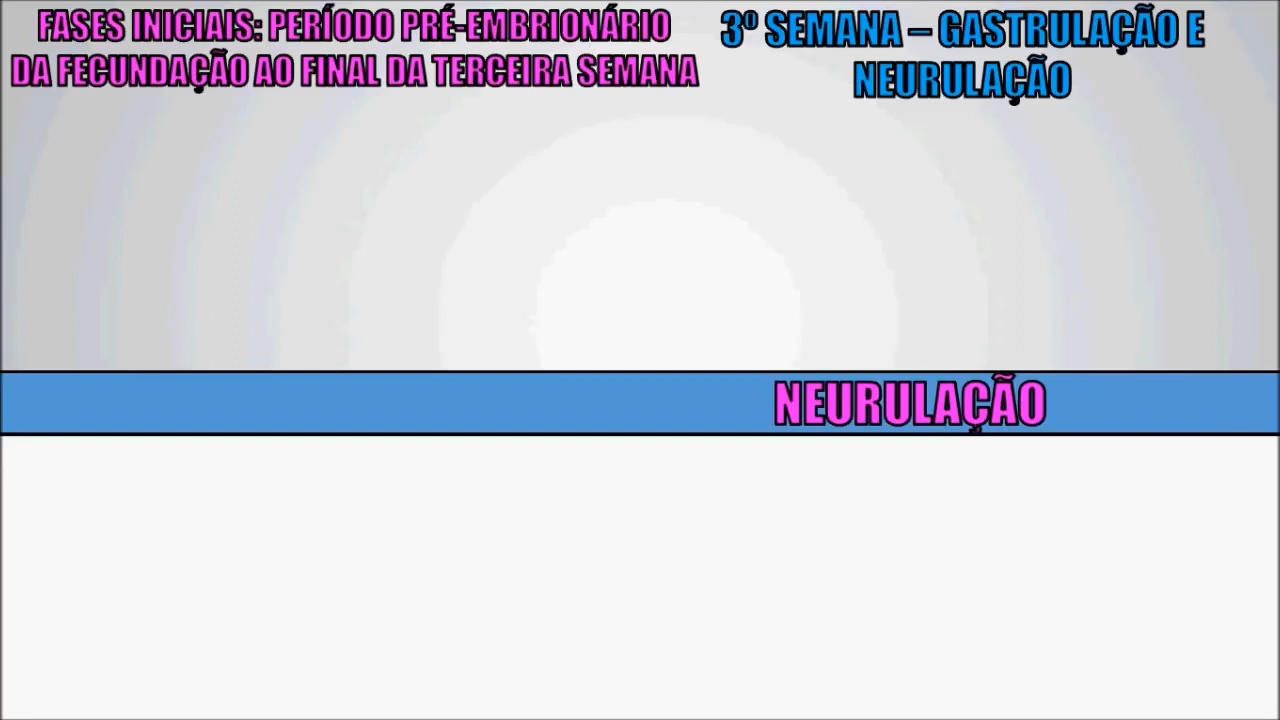 FASES INICIAIS: PERÍODO PRÉ-EMBRIONÁRIO
DA FECUNDAÇÃO AO FINAL DA TERCEIRA SEMANA
3º SEMANA – GASTRULAÇÃO E
NEURULAÇÃO
NEURULAÇÃO